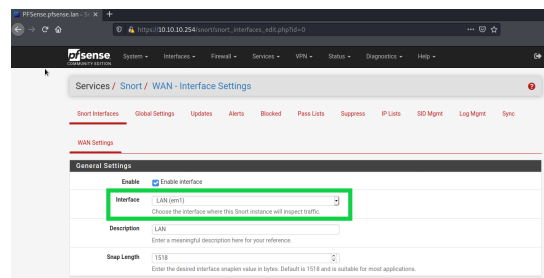 PFSense.pfsense.lan - Sn
https://10.10.10.254/snort/snort_interfaces_edit.php?id=0
pfsense
COMMUNITY EDITION
System
Interfaces
Firewall
Services
VPN
Status
Diagnostics
Help
Services / Snort / WAN - Interface Settings
Snort Interfaces
Global Settings
Updates
Alerts
Blocked
Pass Lists
Suppress
IP Lists
SID Mgmt
Log Mgmt
Sync
WAN Settings
General Settings
Enable
Enable interface
Interface
LAN (em1)
Choose the interface where this Snort instance will inspect traffic.
Description
LAN
Enter a meaningful description here for your reference.
Snap Length
1518
Enter the desired interface snaplen value in bytes. Default is 1518 and is suitable for most applications.